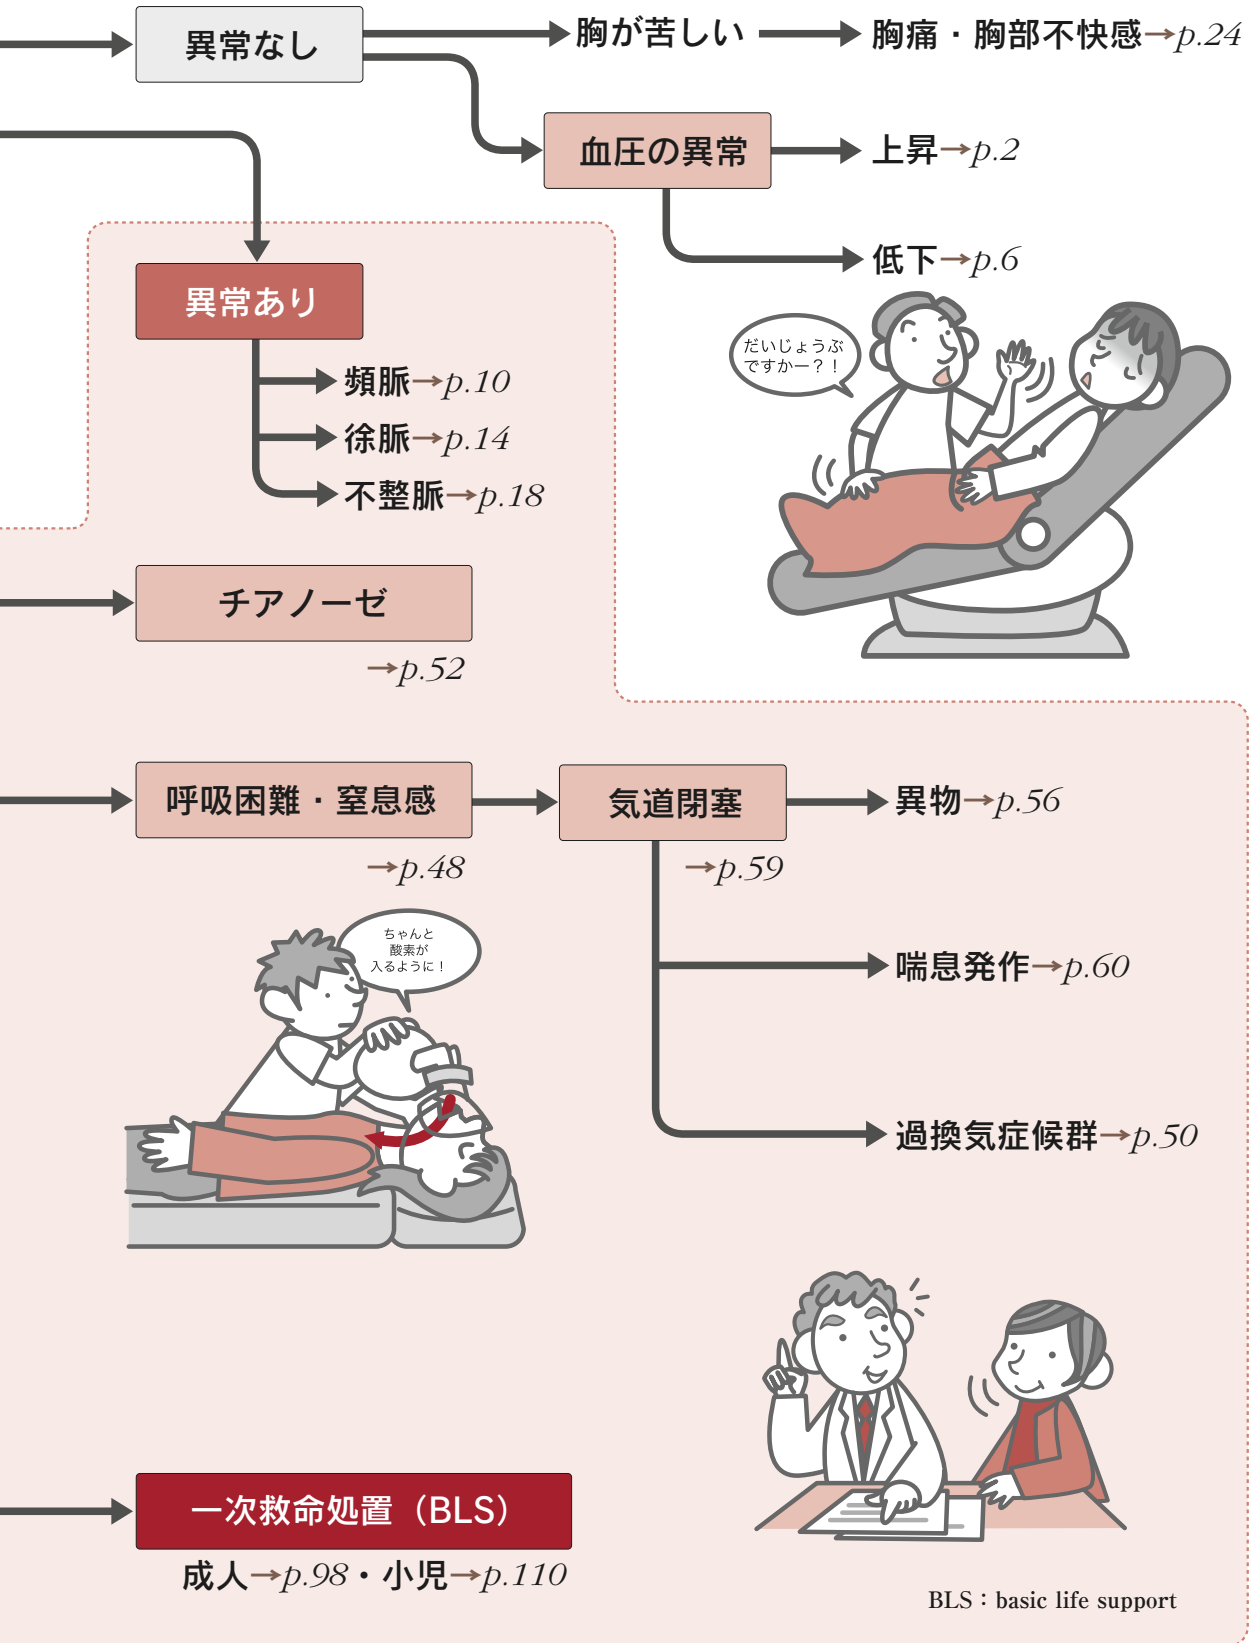 異常なし
胸が苦しい
胸痛・胸部不快感→p.24
血圧の異常
上昇→p.2
低下→p.6
異常あり
頻脈→p.10
徐脈→p.14
不整脈→p.18
だいじょうぶ
ですかー？！
チアノーゼ
→p.52
呼吸困難・窒息感
→p.48
気道閉塞
→p.59
異物→p.56
喘息発作→p.60
過換気症候群→p.50
ちゃんと
酸素が
入るように！
一次救命処置（BLS）
成人→p.98・小児→p.110
BLS：basic life support